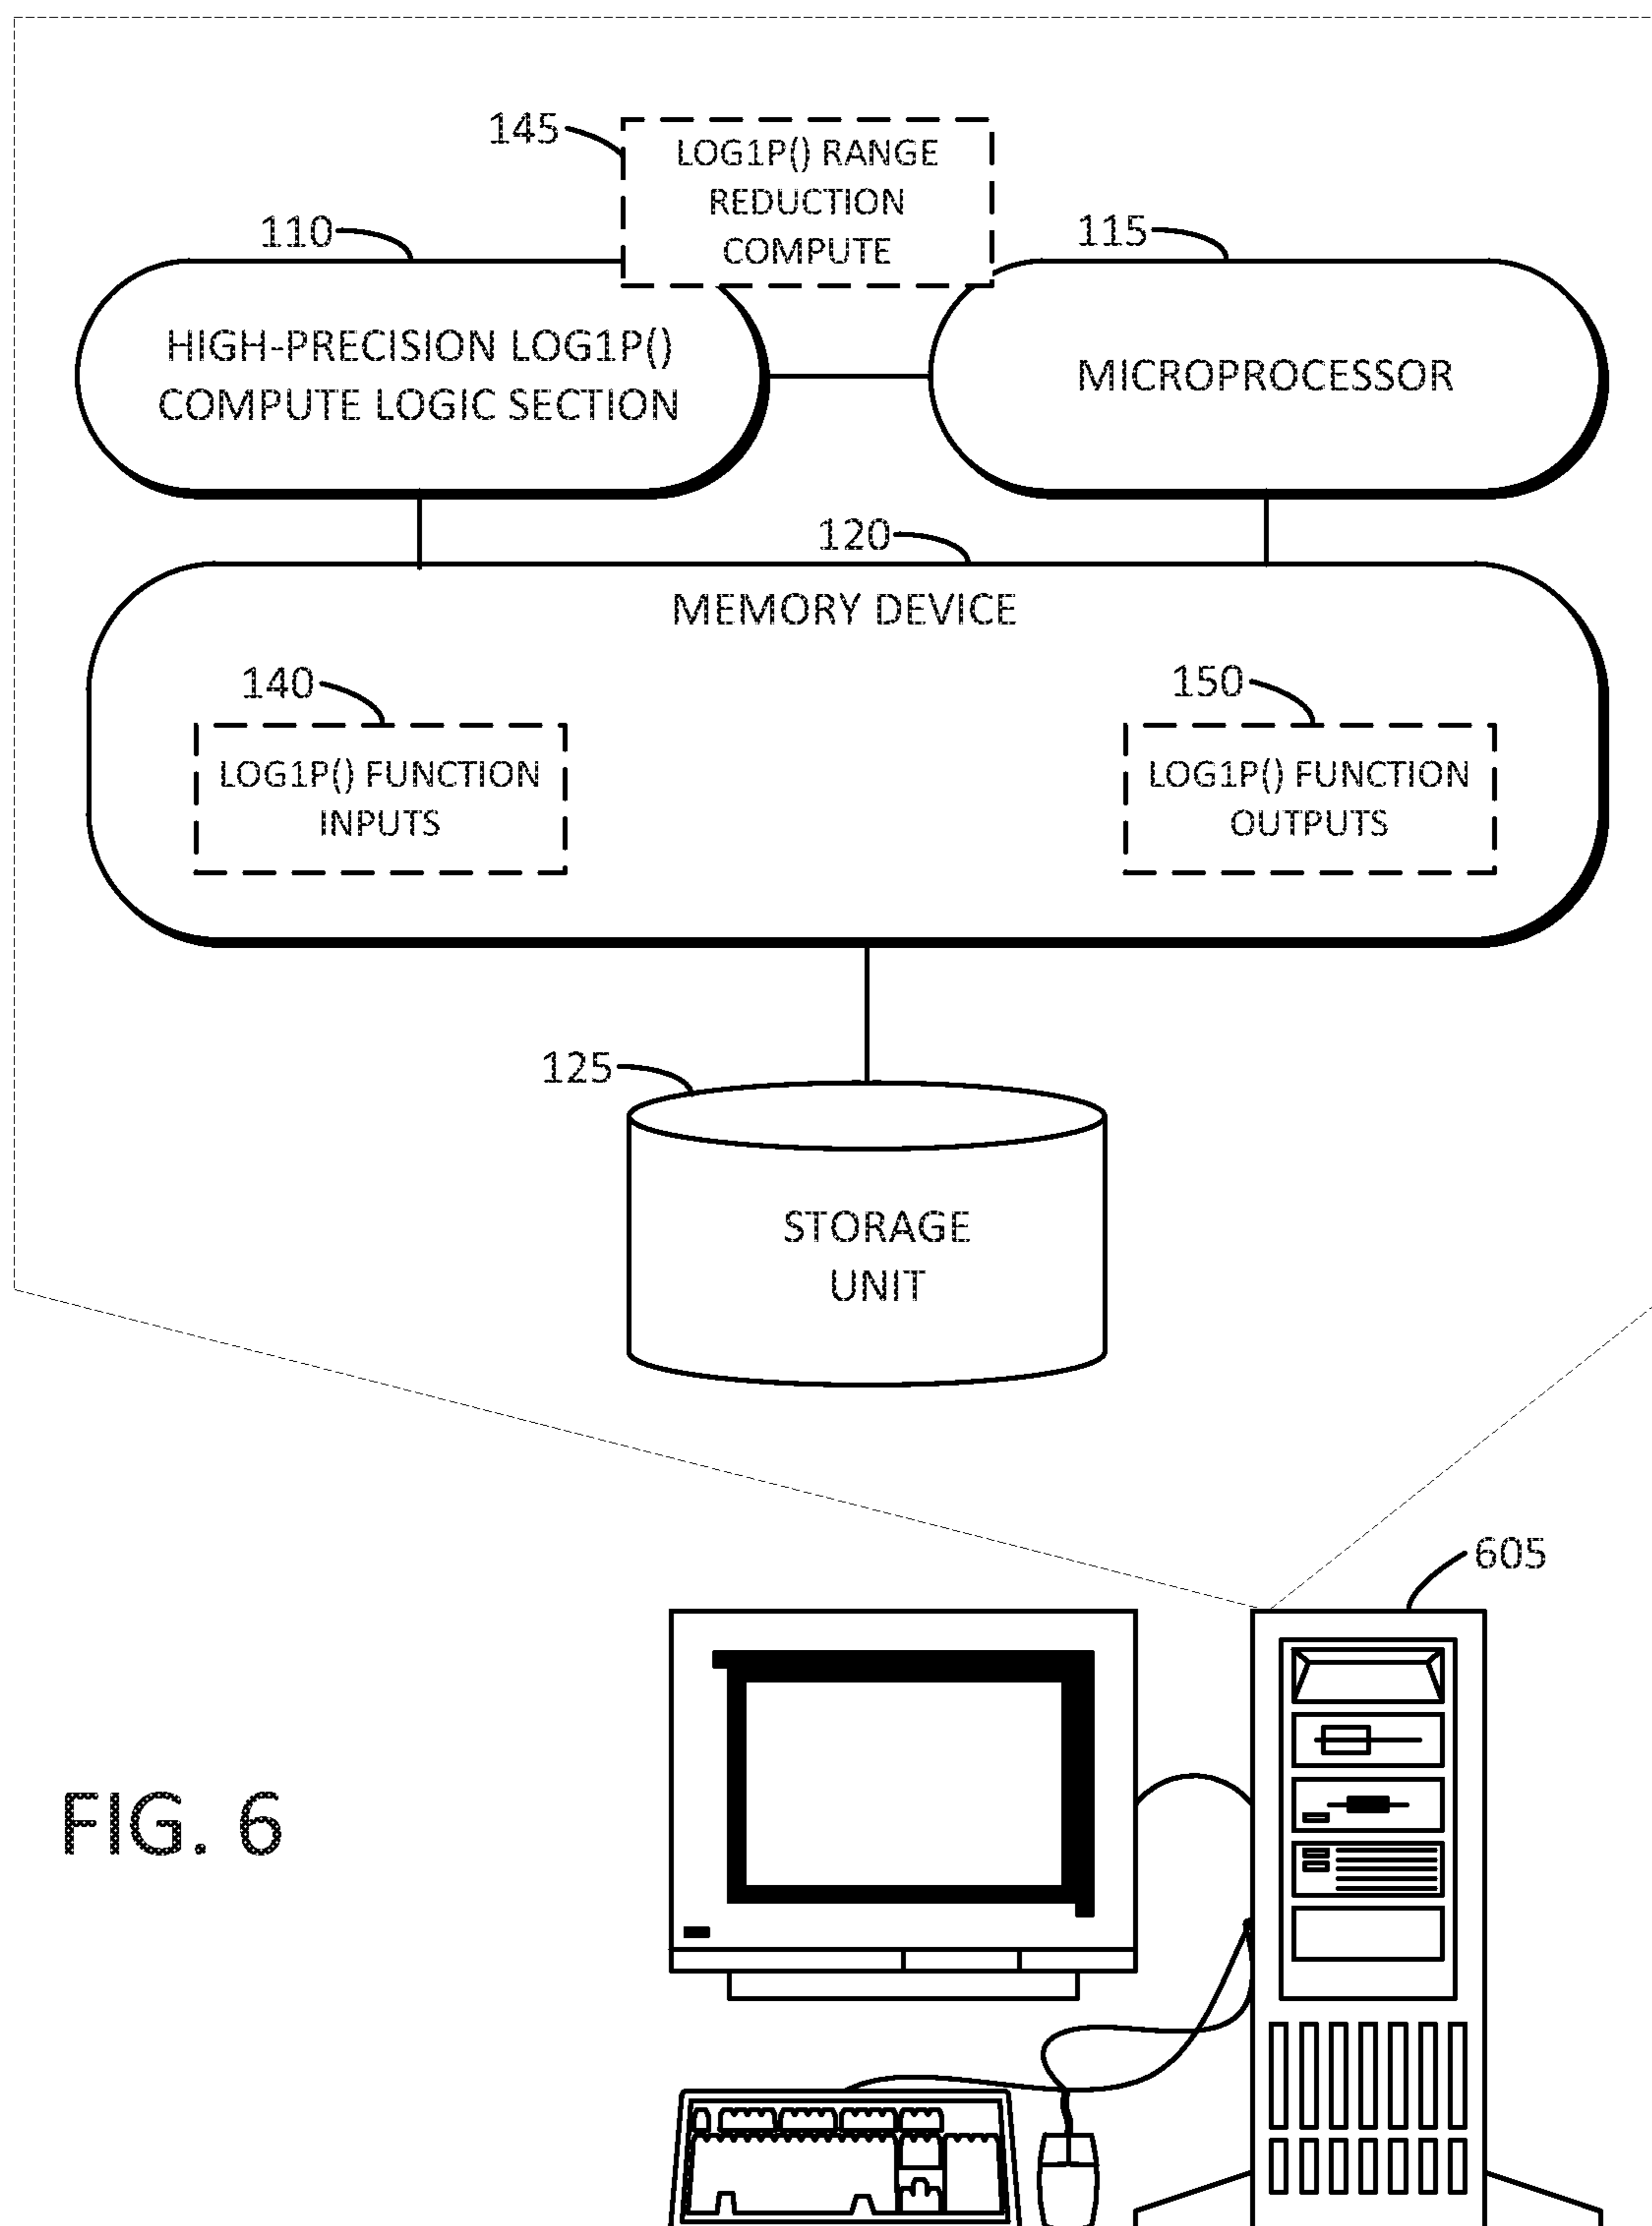 145
LOG1P() RANGE
REDUCTION
COMPUTE
110
115
HIGH-PRECISION LOG1P()
COMPUTE LOGIC SECTION
MICROPROCESSOR
120
MEMORY DEVICE
140
150
LOG1P() FUNCTION
INPUTS
LOG1P() FUNCTION
OUTPUTS
125
STORAGE
UNIT
605
FIG. 6